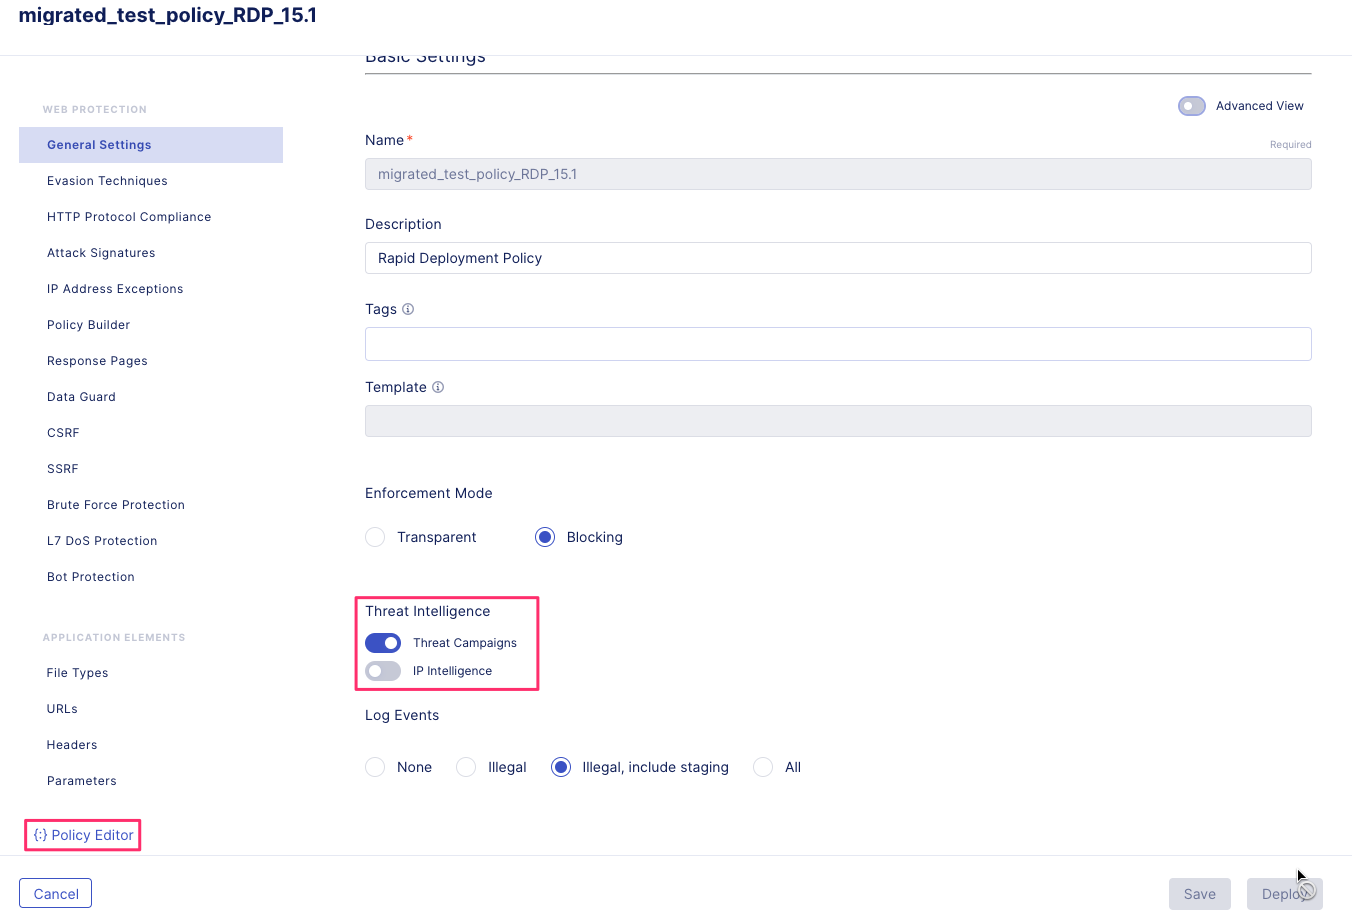 migrated_test_policy_RDP_15.1
Basic Settings
WEB PROTECTION
General Settings
Evasion Techniques
HTTP Protocol Compliance
Attack Signatures
IP Address Exceptions
Policy Builder
Response Pages
Data Guard
CSRF
SSRF
Brute Force Protection
L7 DoS Protection
Bot Protection
APPLICATION ELEMENTS
File Types
URLs
Headers
Parameters
{:} Policy Editor
Advanced View
Name*
Required
migrated_test_policy_RDP_15.1
Description
Rapid Deployment Policy
Tags
Template
Enforcement Mode
Transparent Blocking
Threat Intelligence
Threat Campaigns
IP Intelligence
Log Events
None Illegal Illegal, include staging All
Cancel
Save Deploy